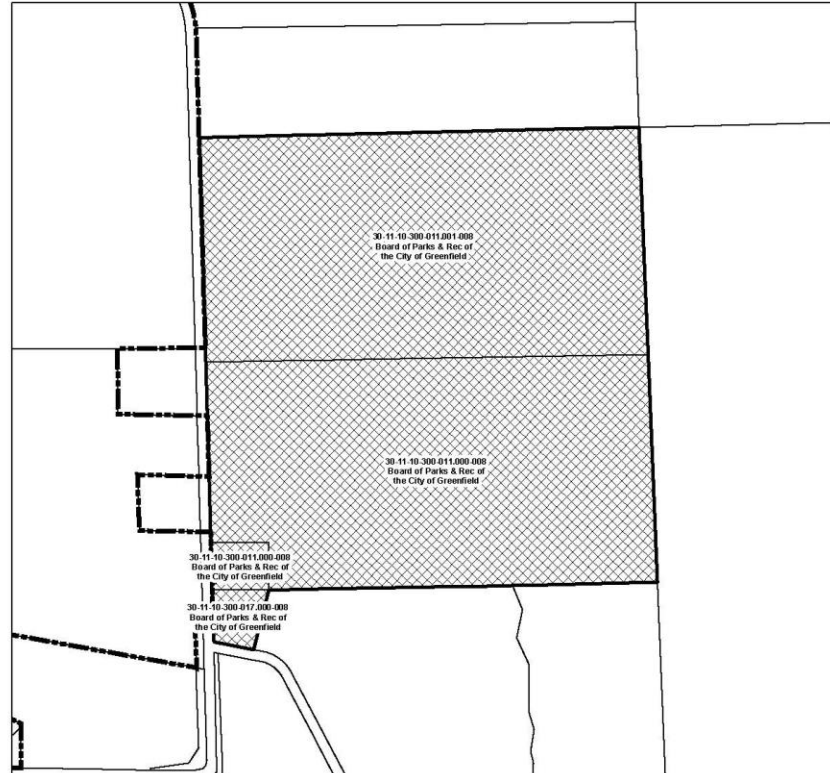 30-11-10-300-011.001-008
Board of Parks & Rec of
the City of Greenfield
30-11-10-300-011.000-008
Board of Parks & Rec of
the City of Greenfield
30-11-10-300-011.000-008
Board of Parks & Rec of
the City of Greenfield
30-11-10-300-017.000-008
Board of Parks & Rec of
the City of Greenfield